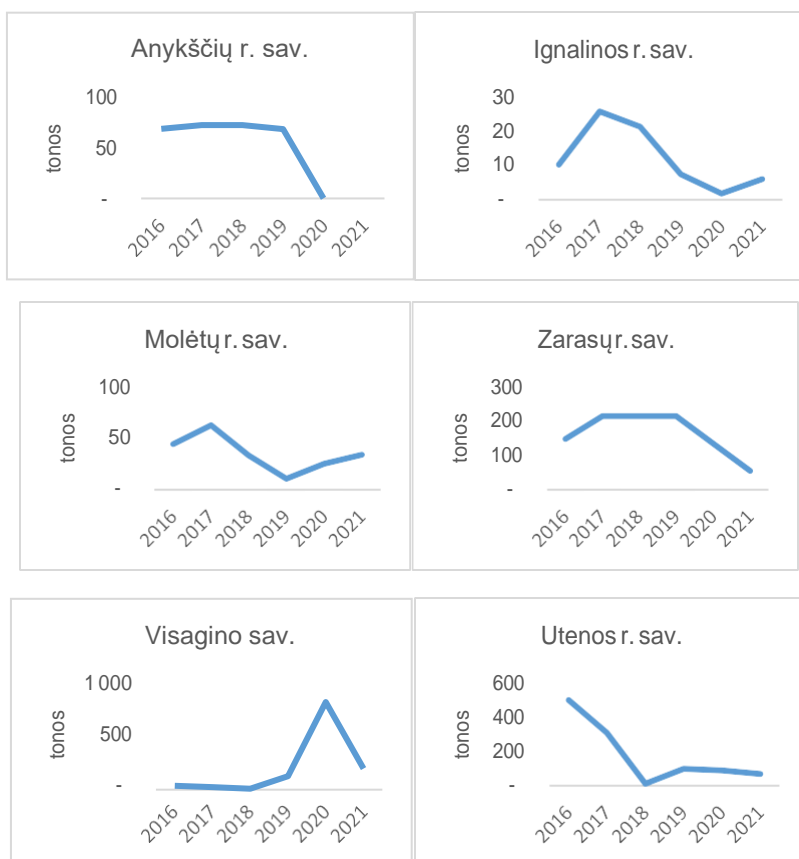 Anykščių r. sav.
100
50
-
tonos
2016 2017 2018 2019 2020 2021
Ignalinos r. sav.
30
20
10
-
tonos
2016 2017 2018 2019 2020 2021
Molėtų r. sav.
100
50
-
tonos
2016 2017 2018 2019 2020 2021
Zarasų r. sav.
300
200
100
-
tonos
2016 2017 2018 2019 2020 2021
Visagino sav.
1 000
500
-
tonos
2016 2017 2018 2019 2020 2021
Utenos r. sav.
600
400
200
-
tonos
2016 2017 2018 2019 2020 2021